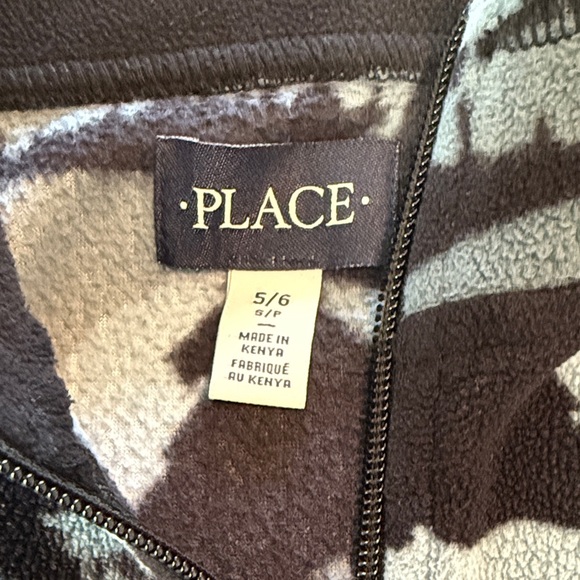 ·PLACE·
5/6
S/P
MADE IN
KENYA
FABRIQUÉ
AU KENYA